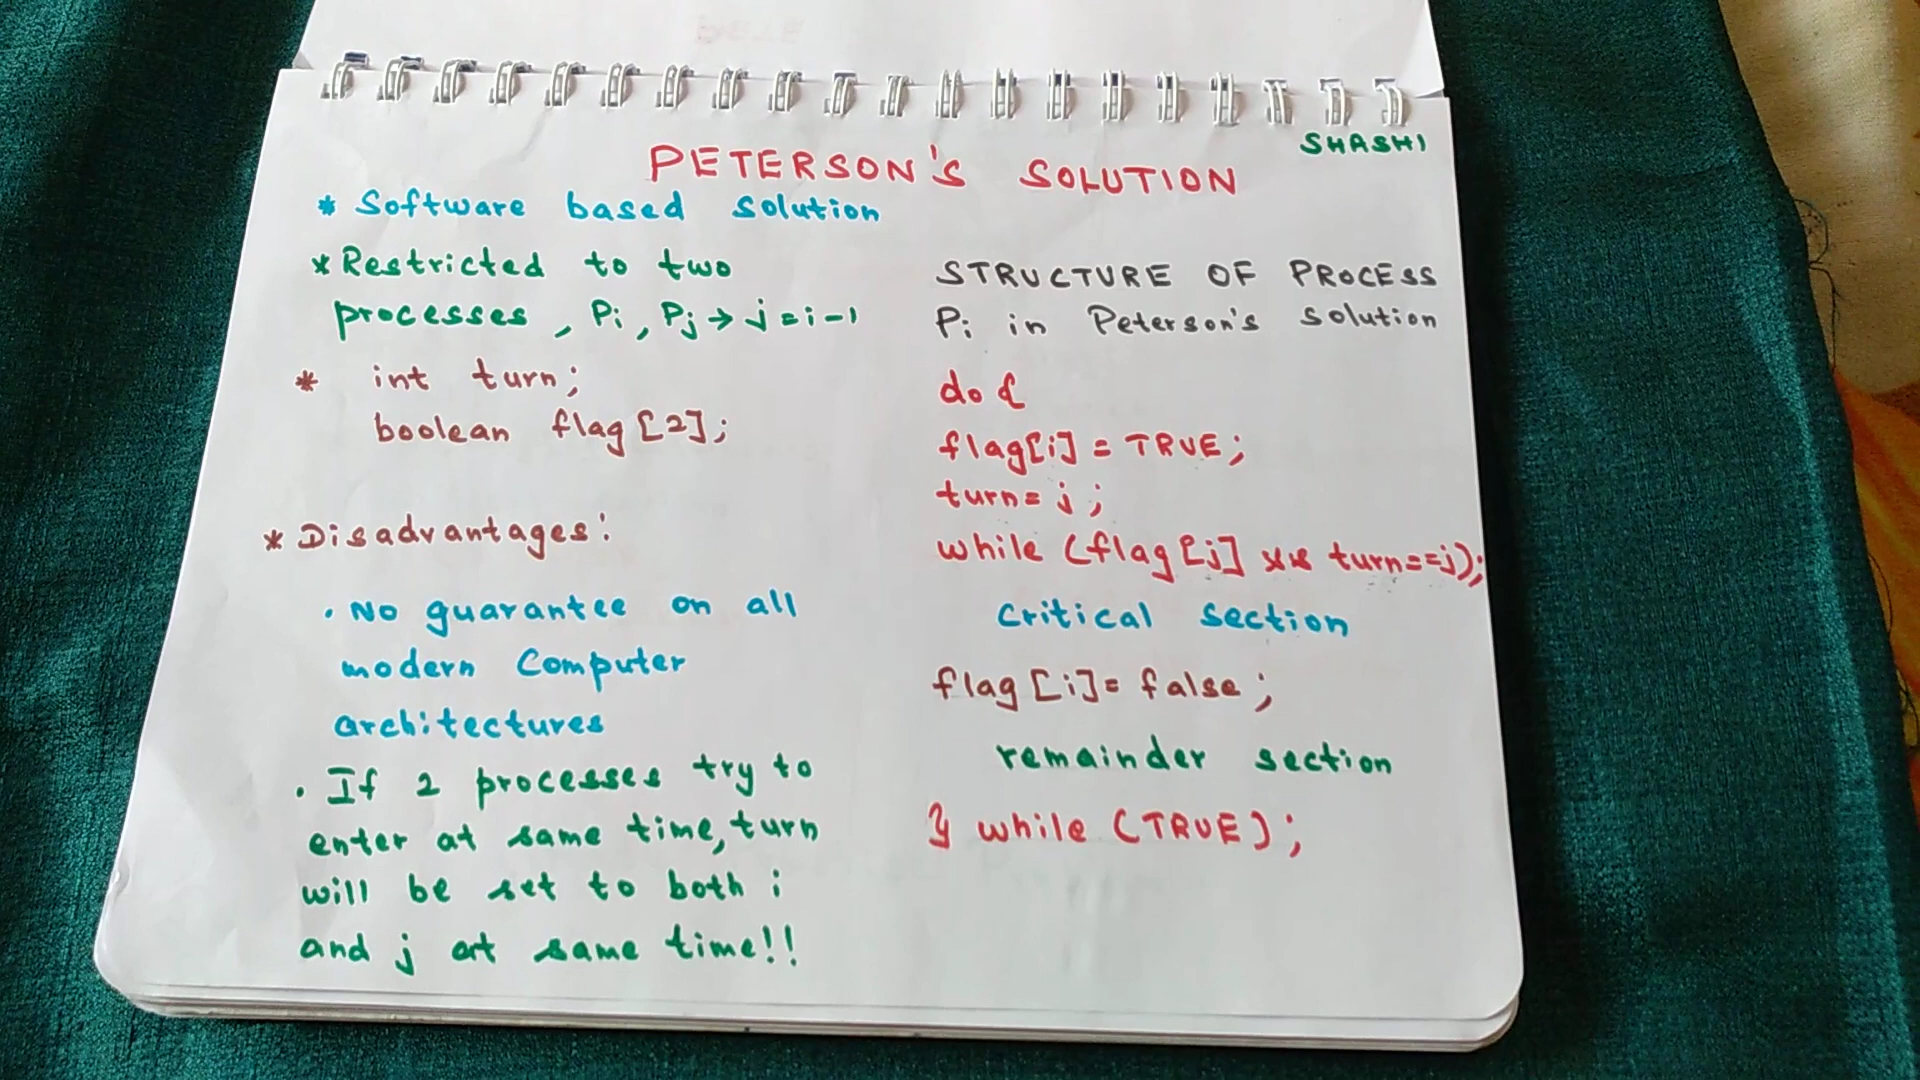 SHASHI
PETERSON'S SOLUTION
* Software based solution
* Restricted to two
processes, Pi, Pj → j = i - 1
* int turn;
boolean flag [2];
* Disadvantages:
. No guarantee on all
modern Computer
architectures
. If 2 processes try to
enter at same time, turn
will be set to both i
and j at same time!!
STRUCTURE OF PROCESS
Pi in Peterson's solution
do {
flag[i] = TRUE;
turn = j ;
while (flag [j] && turn == j);
critical section
flag [i] = false ;
remainder section
} while (TRUE) ;